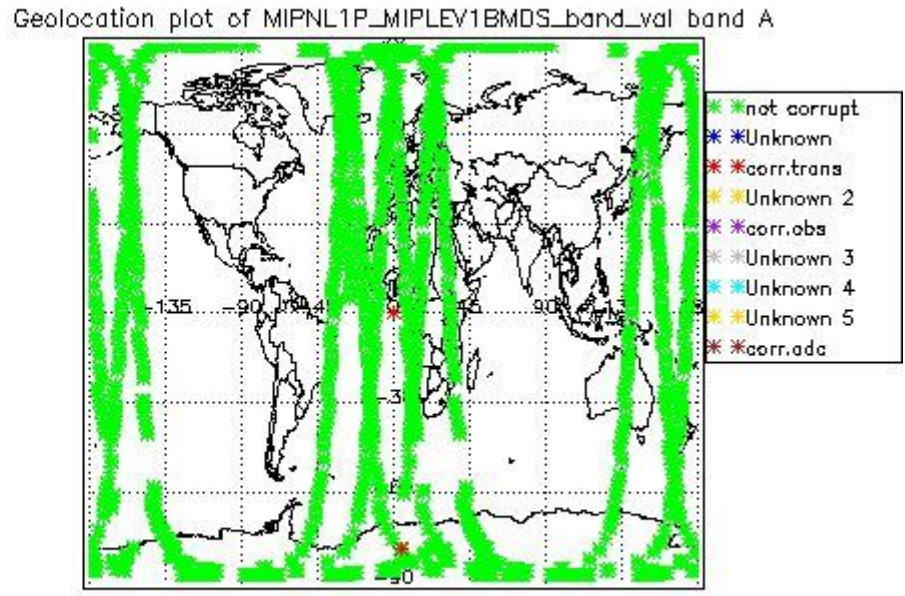 Geolocation plot of MIPNL1P_MIPLEV1BMDS_band_val band A
not corrupt
Unknown
corr.trans
Unknown 2
corr.obs
Unknown 3
Unknown 4
Unknown 5
corr.adc
-135
-90
90
-90